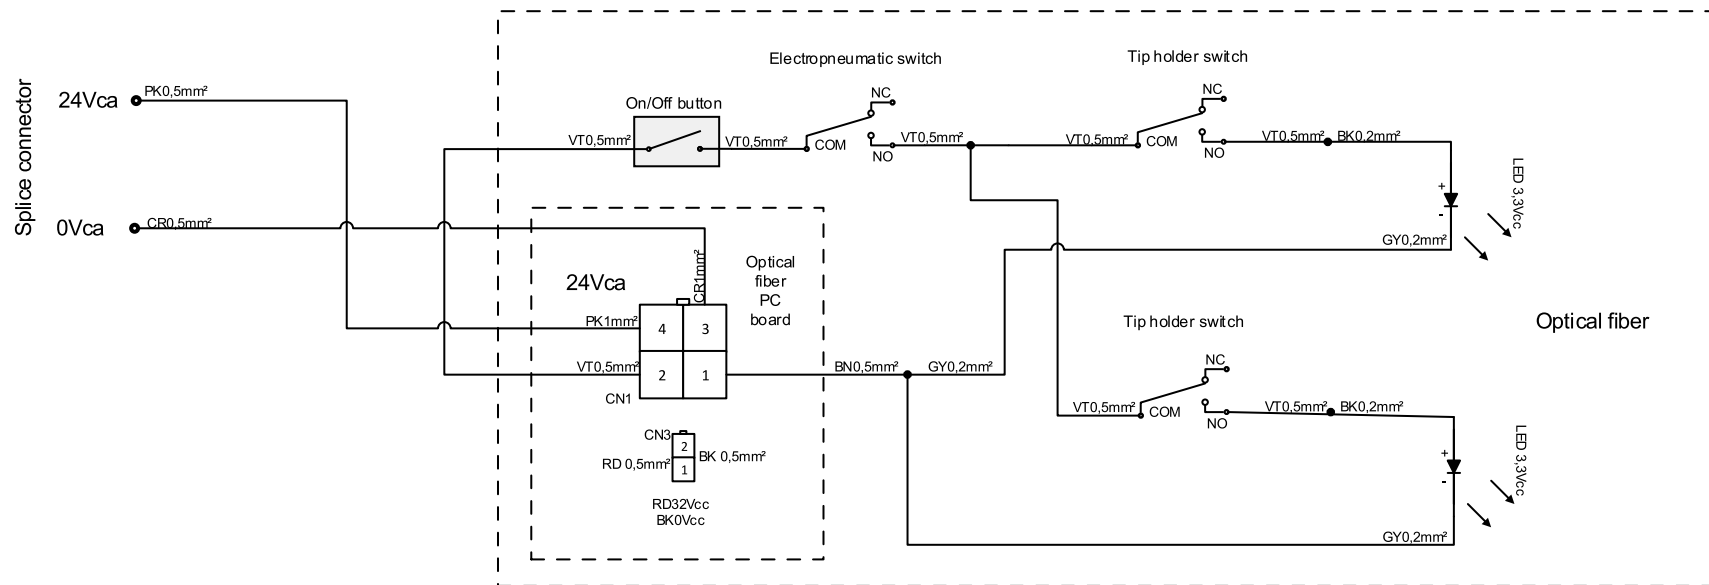 Splice connector
24Vca
PK0,5mm²
0Vca
CR0,5mm²
Electropneumatic switch
Tip holder switch
On/Off button
VT0,5mm²
VT0,5mm²
COM
NC
NO
VT0,5mm²
VT0.5mm²
COM
NC
NO
VT0,5mm²
BK0.2mm²
LED 3,3Vcc
+
-
GY0,2mm²
24Vca
CR1mm²
Optical
fiber
PC
board
PK1mm²
4
3
VT0,5mm²
2
1
CN1
BN0,5mm²
GY0,2mm²
CN3
2
RD 0,5mm²
1
BK 0,5mm²
RD32Vcc
BK0Vcc
Tip holder switch
VT0,5mm²
COM
NC
NO
VT0,5mm²
BK0,2mm²
LED 3,3Vcc
+
-
GY0,2mm²
Optical fiber